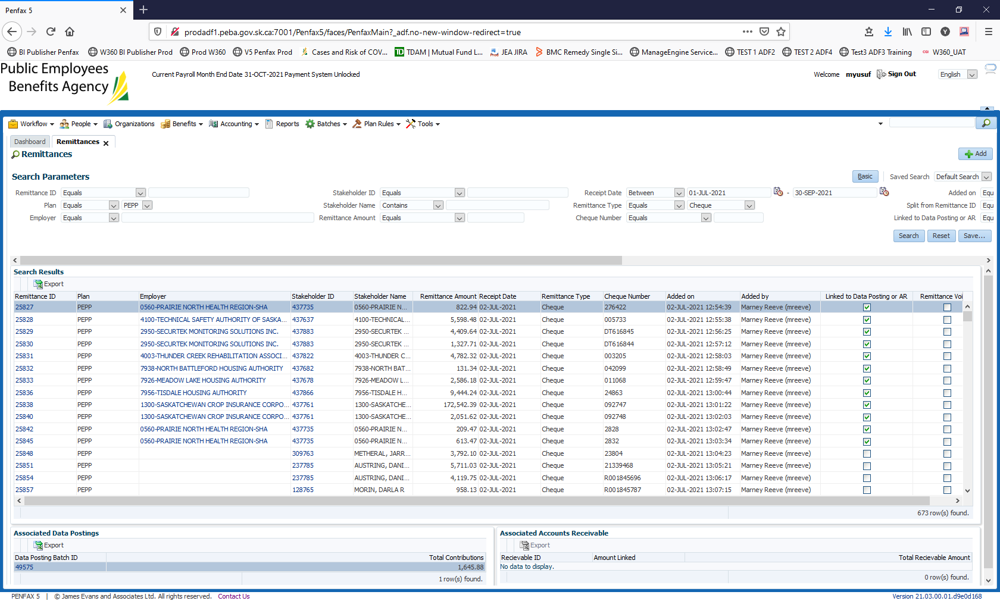 Penfax 5
prodadf1.peba.gov.sk.ca:7001/Penfax5/faces/PenfaxMain?_adf.no-new-window-redirect=true
BI Publisher Penfax W360 BI Publisher Prod Prod W360 V5 Penfax Prod Cases and Risk of COV... TDAM | Mutual Fund L... JEA JIRA BMC Remedy Single Si... ManageEngine Service... TEST 1 ADF2 TEST 2 ADF4 Test3 ADF3 Training W360_UAT
Public Employees
Benefits Agency
Current Payroll Month End Date 31-OCT-2021 Payment System Unlocked
Welcome myusuf Sign Out English
Workflow People Organizations Benefits Accounting Reports Batches Plan Rules Tools
Dashboard Remittances
Remittances Add
Search Parameters Basic Saved Search Default Search
Remittance ID Equals Stakeholder ID Equals Receipt Date Between 01-JUL-2021 - 30-SEP-2021 Added on Equ
Plan Equals PEPP Stakeholder Name Contains Remittance Type Equals Cheque Split from Remittance ID Equ
Employer Equals Remittance Amount Equals Cheque Number Equals Linked to Data Posting or AR Equ
Search Reset Save...
Search Results
Export
Remittance ID Plan Employer Stakeholder ID Stakeholder Name Remittance Amount Receipt Date Remittance Type Cheque Number Added on Added by Linked to Data Posting or AR Remittance Voi
25827 PEPP 0560-PRAIRIE NORTH HEALTH REGION-SHA 437735 0560-PRAIRIE N... 822.94 02-JUL-2021 Cheque 276422 02-JUL-2021 12:54:39 Marney Reeve (mreeve)
25828 PEPP 4100-TECHNICAL SAFETY AUTHORITY OF SASKA... 437637 4100-TECHNICAL... 5,598.48 02-JUL-2021 Cheque 005733 02-JUL-2021 12:55:38 Marney Reeve (mreeve)
25829 PEPP 2950-SECURTEK MONITORING SOLUTIONS INC. 437883 2950-SECURTEK ... 4,409.64 02-JUL-2021 Cheque DT616845 02-JUL-2021 12:56:25 Marney Reeve (mreeve)
25830 PEPP 2950-SECURTEK MONITORING SOLUTIONS INC. 437883 2950-SECURTEK ... 1,327.71 02-JUL-2021 Cheque DT616844 02-JUL-2021 12:57:12 Marney Reeve (mreeve)
25831 PEPP 4003-THUNDER CREEK REHABILITATION ASSOCI... 437822 4003-THUNDER C... 4,782.32 02-JUL-2021 Cheque 003205 02-JUL-2021 12:58:03 Marney Reeve (mreeve)
25832 PEPP 7938-NORTH BATTLEFORD HOUSING AUTHORITY 437682 7938-NORTH BAT... 131.34 02-JUL-2021 Cheque 042099 02-JUL-2021 12:58:49 Marney Reeve (mreeve)
25833 PEPP 7926-MEADOW LAKE HOUSING AUTHORITY 437678 7926-MEADOW L... 2,586.18 02-JUL-2021 Cheque 011068 02-JUL-2021 12:59:47 Marney Reeve (mreeve)
25836 PEPP 7956-TISDALE HOUSING AUTHORITY 437866 7956-TISDALE H... 9,444.24 02-JUL-2021 Cheque 24863 02-JUL-2021 13:00:44 Marney Reeve (mreeve)
25838 PEPP 1300-SASKATCHEWAN CROP INSURANCE CORPO... 437761 1300-SASKATCHE... 172,542.39 02-JUL-2021 Cheque 092747 02-JUL-2021 13:01:22 Marney Reeve (mreeve)
25840 PEPP 1300-SASKATCHEWAN CROP INSURANCE CORPO... 437761 1300-SASKATCHE... 2,051.62 02-JUL-2021 Cheque 092748 02-JUL-2021 13:02:03 Marney Reeve (mreeve)
25842 PEPP 0560-PRAIRIE NORTH HEALTH REGION-SHA 437735 0560-PRAIRIE N... 209.47 02-JUL-2021 Cheque 2828 02-JUL-2021 13:02:47 Marney Reeve (mreeve)
25845 PEPP 0560-PRAIRIE NORTH HEALTH REGION-SHA 437735 0560-PRAIRIE N... 613.47 02-JUL-2021 Cheque 2832 02-JUL-2021 13:03:34 Marney Reeve (mreeve)
25848 PEPP 309763 METHERAL, JARR... 3,792.10 02-JUL-2021 Cheque 23804 02-JUL-2021 13:04:23 Marney Reeve (mreeve)
25851 PEPP 237785 AUSTRING, DANI... 5,711.03 02-JUL-2021 Cheque 21339468 02-JUL-2021 13:05:21 Marney Reeve (mreeve)
25854 PEPP 237785 AUSTRING, DANI... 4,119.75 02-JUL-2021 Cheque R001845696 02-JUL-2021 13:06:17 Marney Reeve (mreeve)
25857 PEPP 128765 MORIN, DARLA R 958.13 02-JUL-2021 Cheque R001845787 02-JUL-2021 13:07:15 Marney Reeve (mreeve)
673 row(s) found.
Associated Data Postings
Export
Data Posting Batch ID Total Contributions
49575 1,645.88
1 row(s) found.
Associated Accounts Receivable
Export
Recievable ID Amount Linked Total Recievable Amount
No data to display.
0 row(s) found.
PENFAX 5 | © James Evans and Associates Ltd. All rights reserved. Contact Us Version 21.03.00.01.d9e0d168